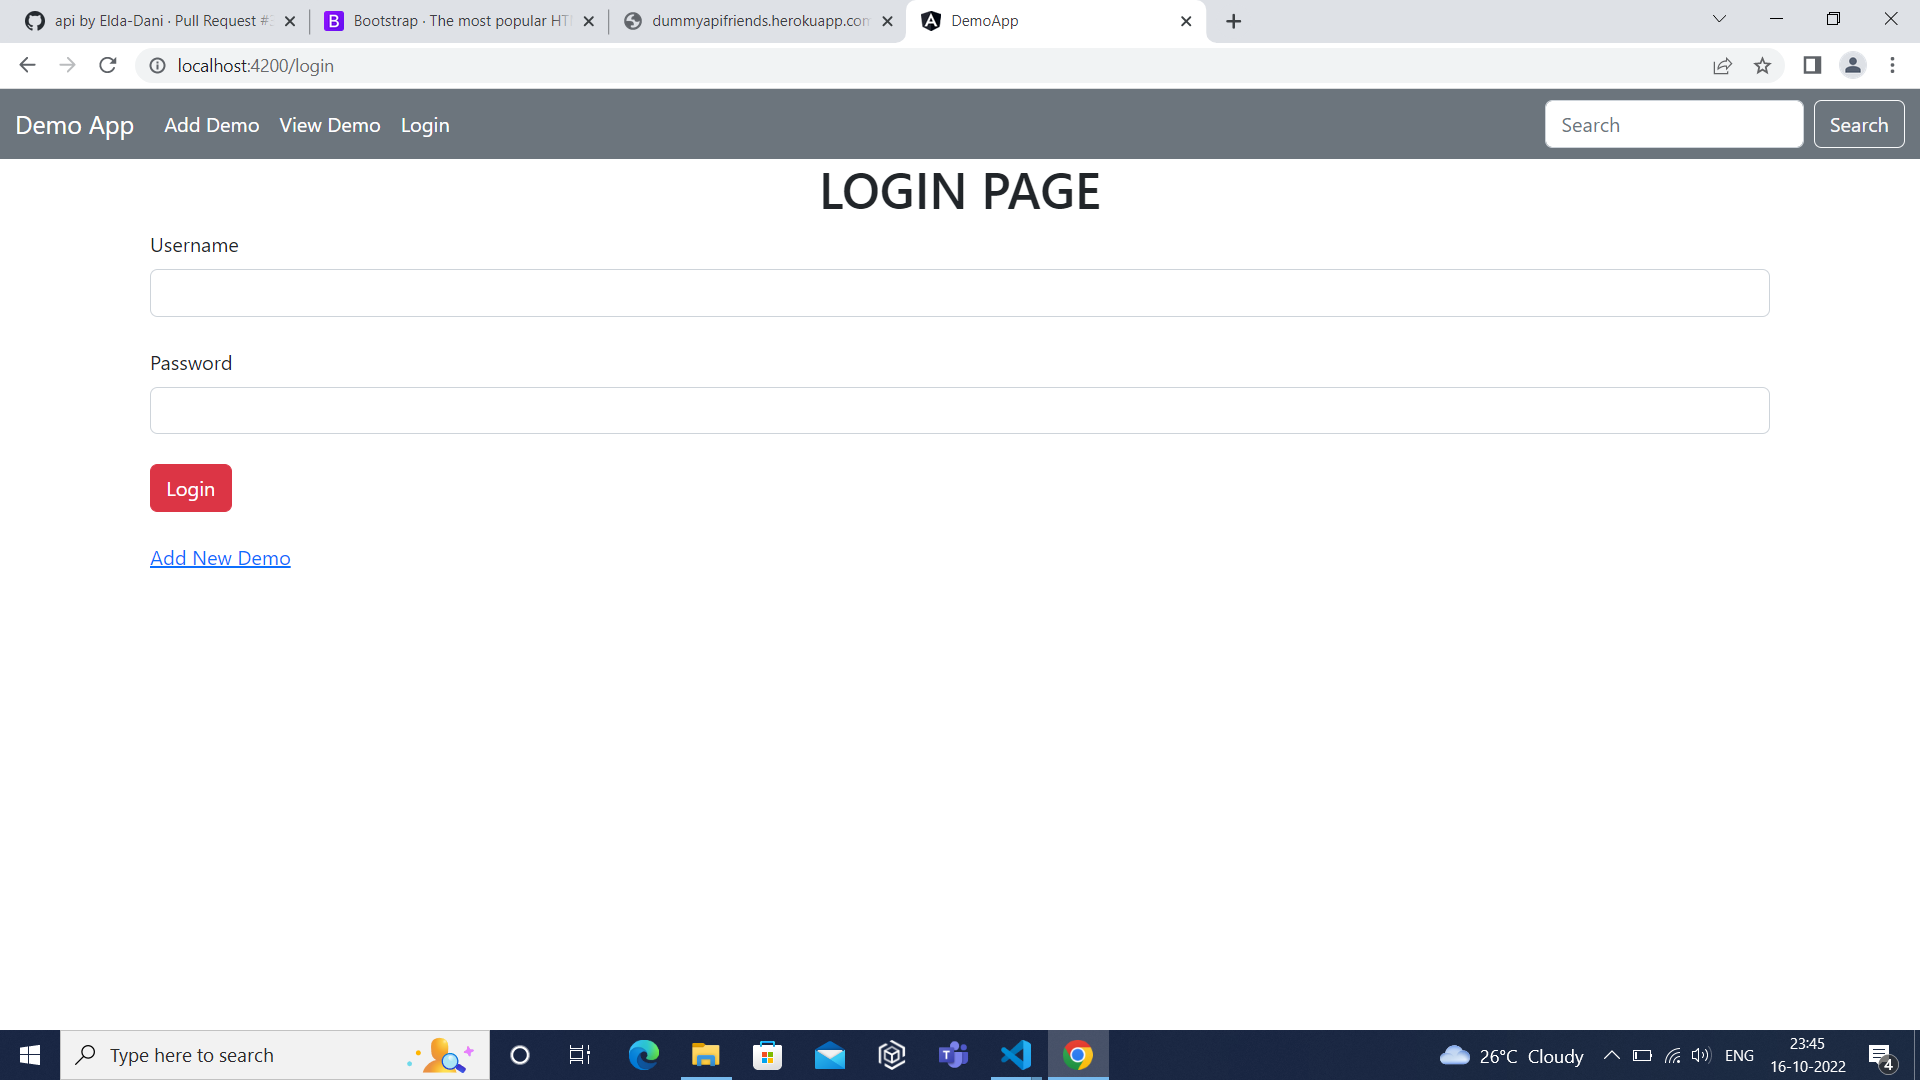 api by Elda-Dani · Pull Request #
Bootstrap · The most popular HT
dummyapifriends.herokuapp.con
DemoApp
localhost:4200/login
Demo App Add Demo View Demo Login Search Search
LOGIN PAGE
Username
Password
Login
Add New Demo
Type here to search
26°C Cloudy
ENG
23:45
16-10-2022
4